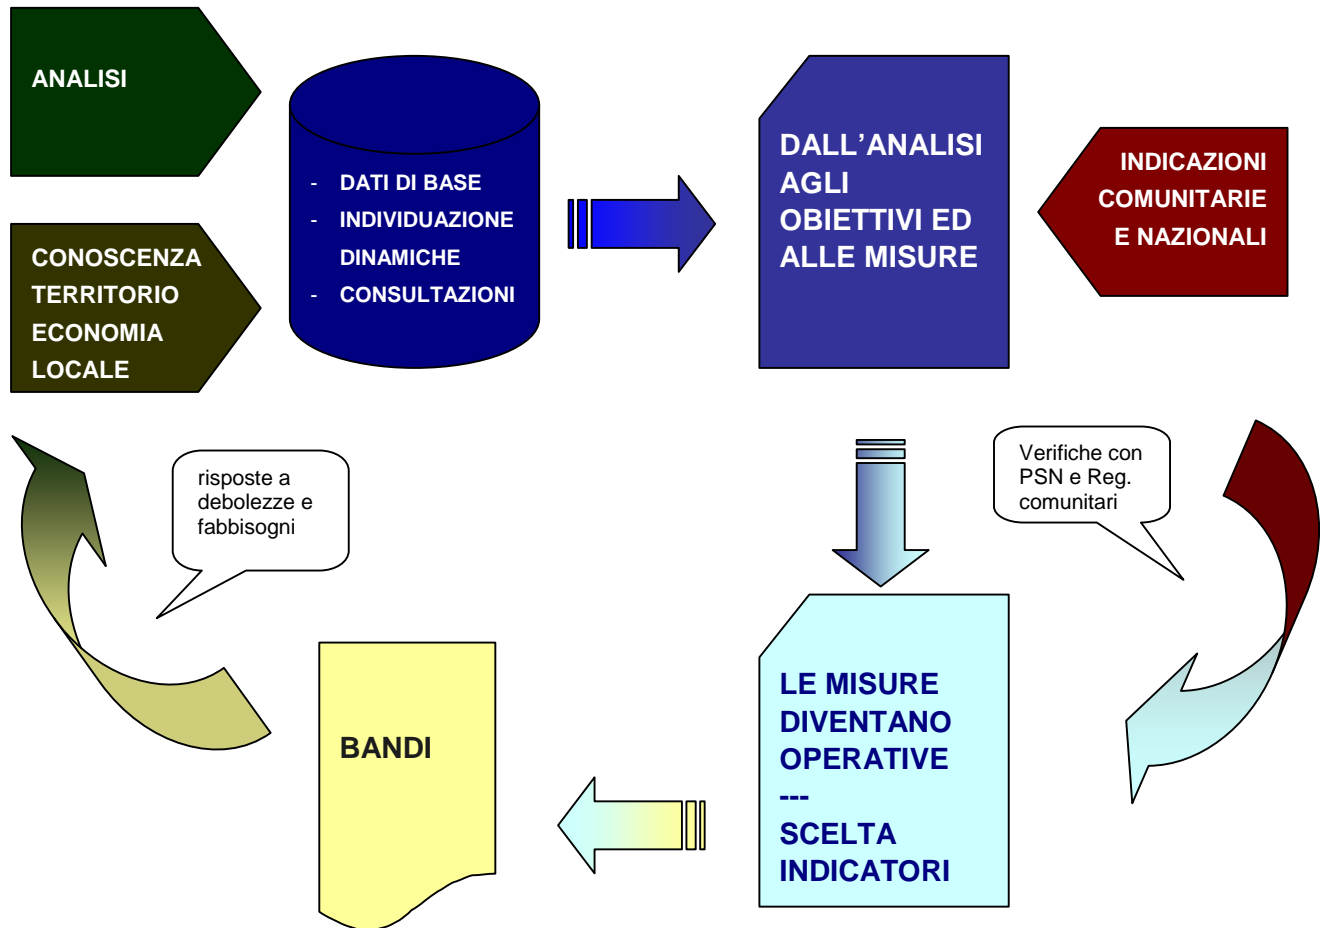 ANALISI
CONOSCENZA
TERRITORIO
ECONOMIA
LOCALE
- DATI DI BASE
- INDIVIDUAZIONE
DINAMICHE
- CONSULTAZIONI
DALL’ANALISI
AGLI
OBIETTIVI ED
ALLE MISURE
INDICAZIONI
COMUNITARIE
E NAZIONALI
risposte a
debolezze e
fabbisogni
Verifiche con
PSN e Reg.
comunitari
BANDI
LE MISURE
DIVENTANO
OPERATIVE
---
SCELTA
INDICATORI